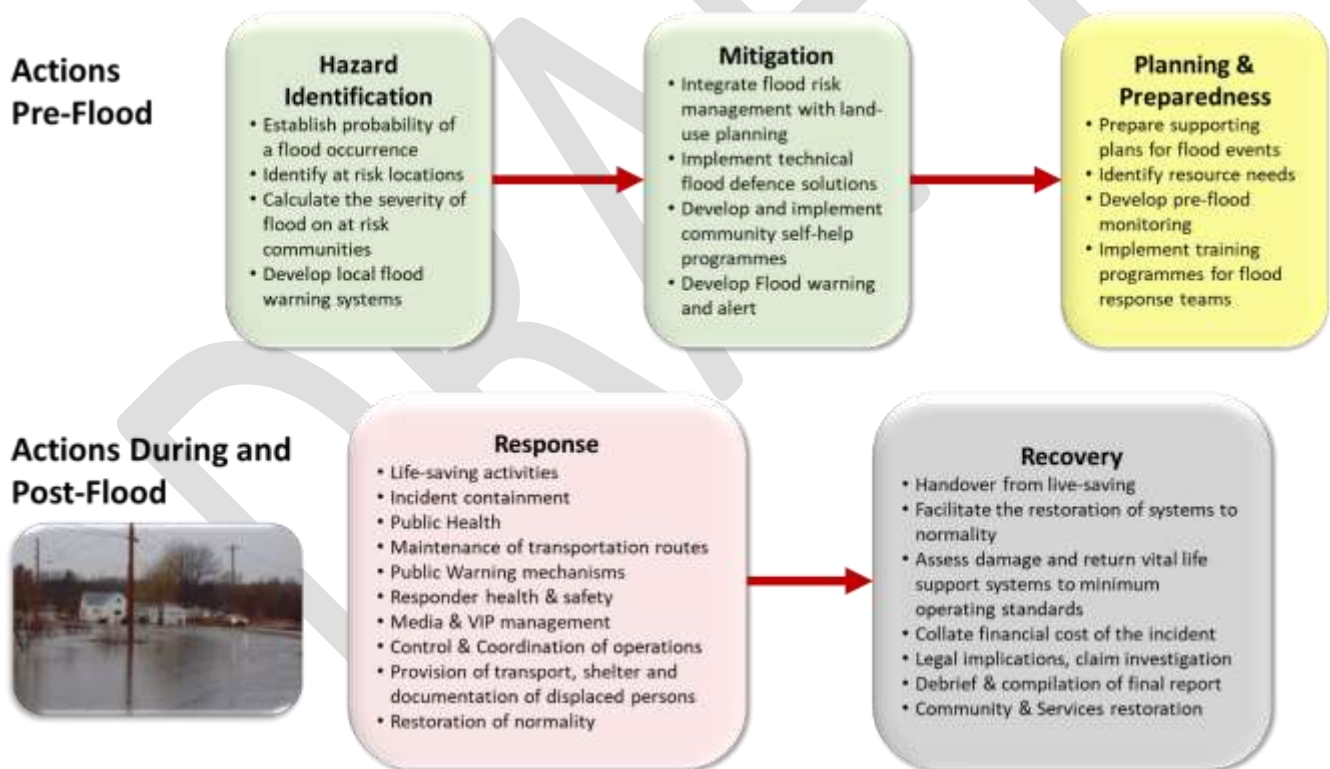 Actions
Pre-Flood
Hazard
Identification
• Establish probability of
a flood occurrence
• Identify at risk locations
• Calculate the severity of
flood on at risk
communities
• Develop local flood
warning systems
Mitigation
• Integrate flood risk
management with land-
use planning
• Implement technical
flood defence solutions
• Develop and implement
community self-help
programmes
• Develop Flood warning
and alert
Planning &
Preparedness
• Prepare supporting
plans for flood events
• Identify resource needs
• Develop pre-flood
monitoring
• Implement training
programmes for flood
response teams
Actions During and
Post-Flood
Response
• Life-saving activities
• Incident containment
• Public Health
• Maintenance of transportation routes
• Public Warning mechanisms
• Responder health & safety
• Media & VIP management
• Control & Coordination of operations
• Provision of transport, shelter and
documentation of displaced persons
• Restoration of normality
Recovery
• Handover from live-saving
• Facilitate the restoration of systems to
normality
• Assess damage and return vital life
support systems to minimum
operating standards
• Collate financial cost of the incident
• Legal implications, claim investigation
• Debrief & compilation of final report
• Community & Services restoration